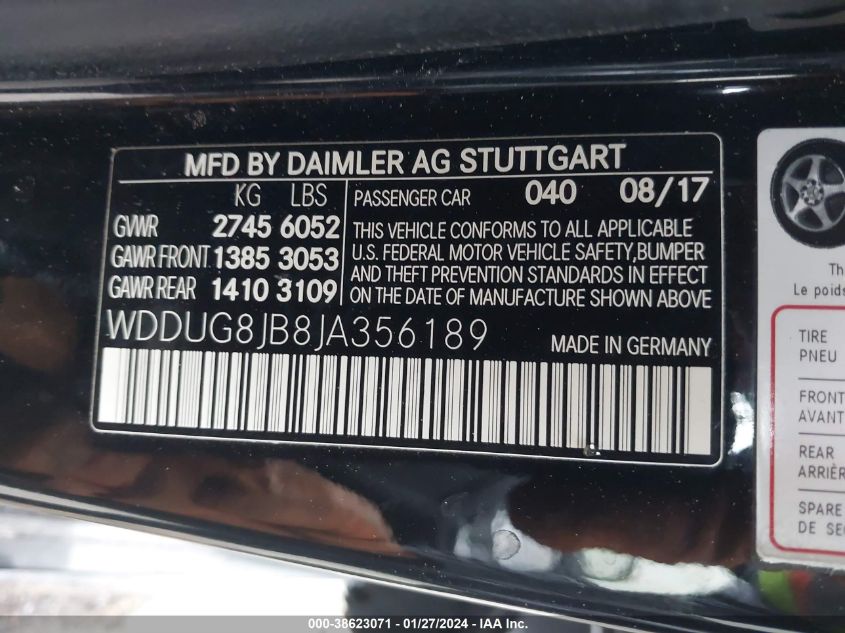 MFD BY DAIMLER AG STUTTGART
KG LBS
GVWR 2745 6052
GAWR FRONT 1385 3053
GAWR REAR 1410 3109
PASSENGER CAR 040 08/17
THIS VEHICLE CONFORMS TO ALL APPLICABLE
U.S. FEDERAL MOTOR VEHICLE SAFETY,BUMPER
AND THEFT PREVENTION STANDARDS IN EFFECT
ON THE DATE OF MANUFACTURE SHOWN ABOVE
WDDUG8JB8JA356189 MADE IN GERMANY
Th
Le poids
TIRE
PNEU
FRONT
AVANT
REAR
ARRIÈR
SPARE
DE SEC
000-38623071 — 01/27/2024 — IAA Inc.